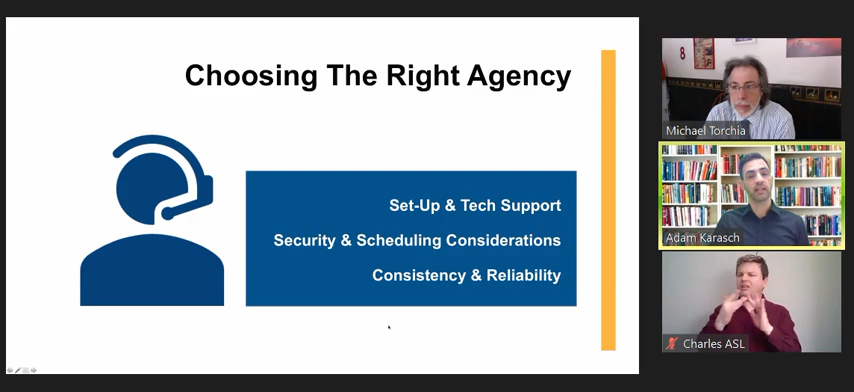 Choosing The Right Agency
Set-Up & Tech Support
Security & Scheduling Considerations
Consistency & Reliability
8
Michael Torchia
Adam Karasch
Charles ASL